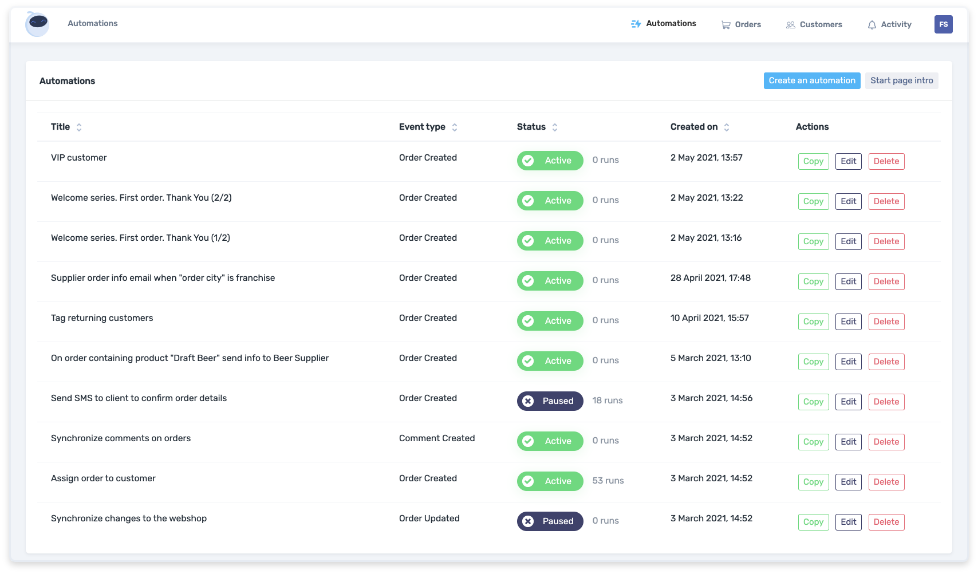 Automations
Automations
Orders
Customers
Activity
FS
Automations
Create an automation
Start page intro
Title Event type Status Created on Actions
VIP customer Order Created Active 0 runs 2 May 2021, 13:57 Copy Edit Delete
Welcome series. First order. Thank You (2/2) Order Created Active 0 runs 2 May 2021, 13:22 Copy Edit Delete
Welcome series. First order. Thank You (1/2) Order Created Active 0 runs 2 May 2021, 13:16 Copy Edit Delete
Supplier order info email when "order city" is franchise Order Created Active 0 runs 28 April 2021, 17:48 Copy Edit Delete
Tag returning customers Order Created Active 0 runs 10 April 2021, 15:57 Copy Edit Delete
On order containing product "Draft Beer" send info to Beer Supplier Order Created Active 0 runs 5 March 2021, 13:10 Copy Edit Delete
Send SMS to client to confirm order details Order Created Paused 18 runs 3 March 2021, 14:56 Copy Edit Delete
Synchronize comments on orders Comment Created Active 0 runs 3 March 2021, 14:52 Copy Edit Delete
Assign order to customer Order Created Active 53 runs 3 March 2021, 14:52 Copy Edit Delete
Synchronize changes to the webshop Order Updated Paused 0 runs 3 March 2021, 14:52 Copy Edit Delete